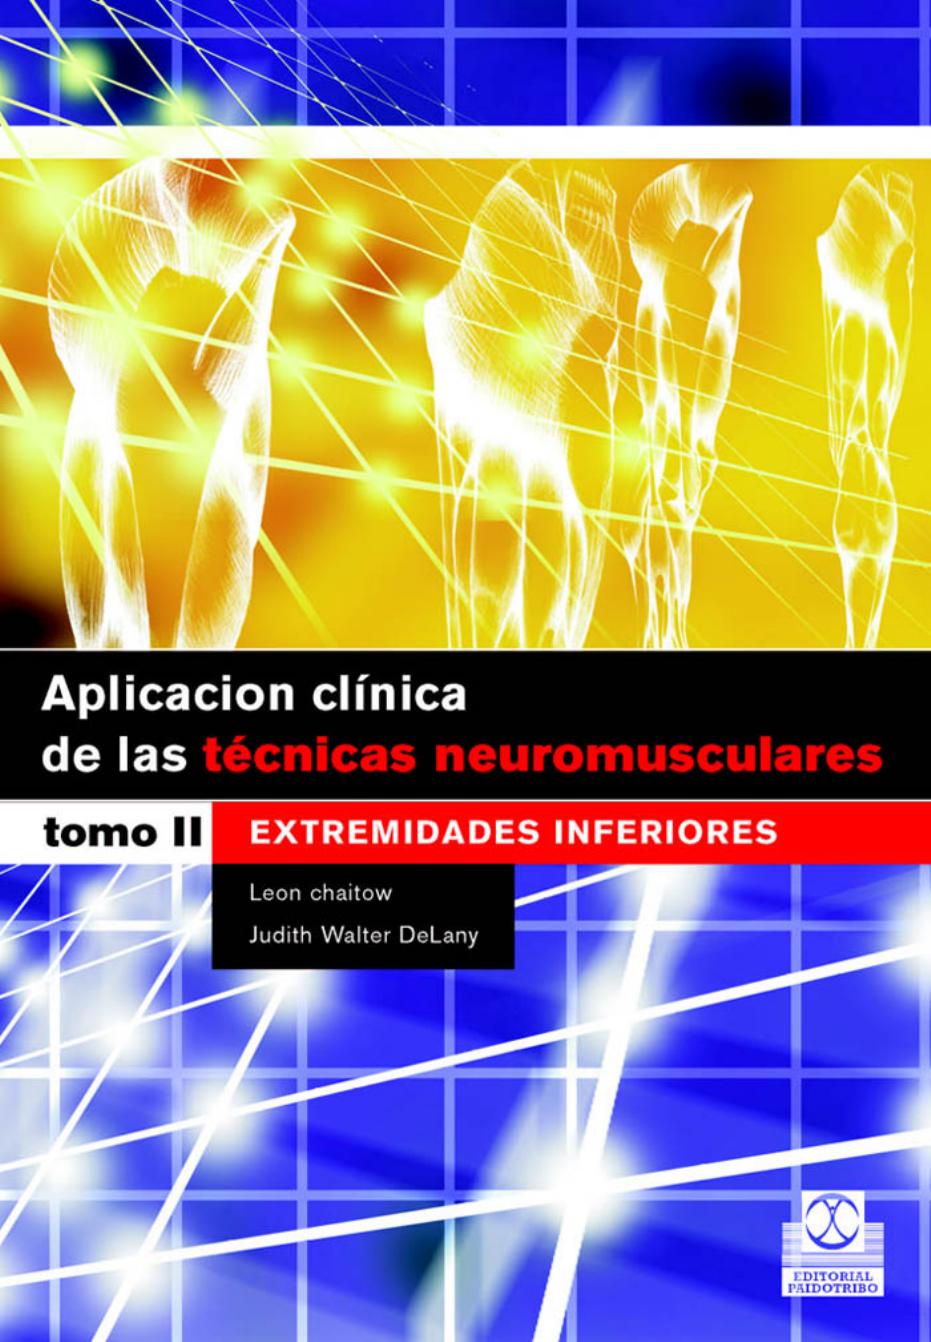 Aplicacion clínica
de las técnicas neuromusculares
tomo II
EXTREMIDADES INFERIORES
Leon chaitow
Judith Walter DeLany
EDITORIAL
PAIDOTRIBO